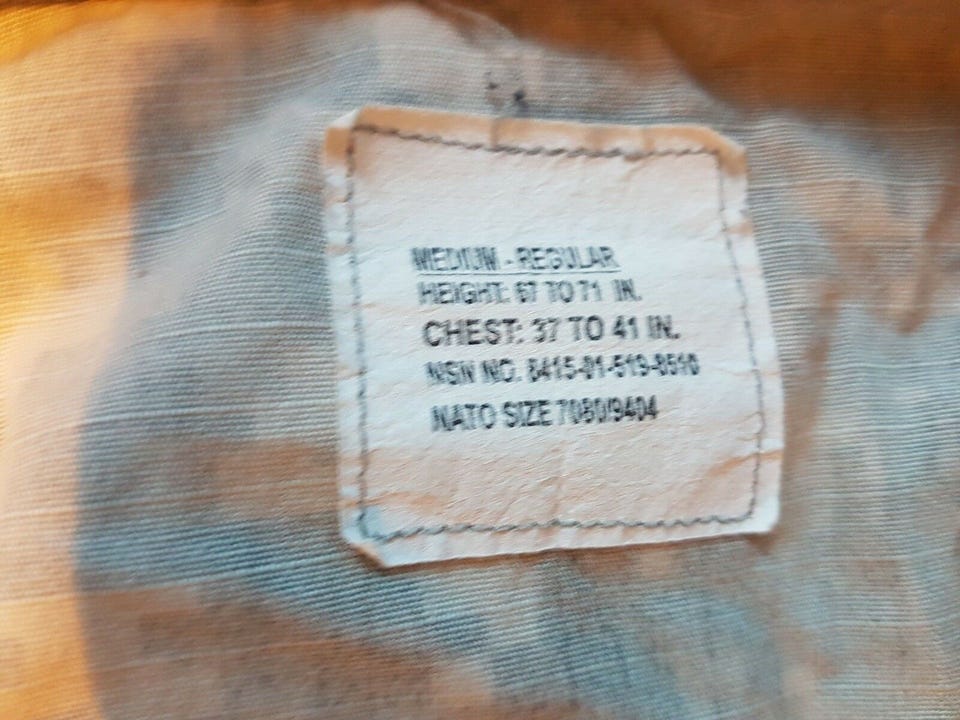 MEDIUM - REGULAR
HEIGHT: 67 TO 71 IN.
CHEST: 37 TO 41 IN.
NSN NO. 8415-01-519-8510
NATO SIZE 7080/9404